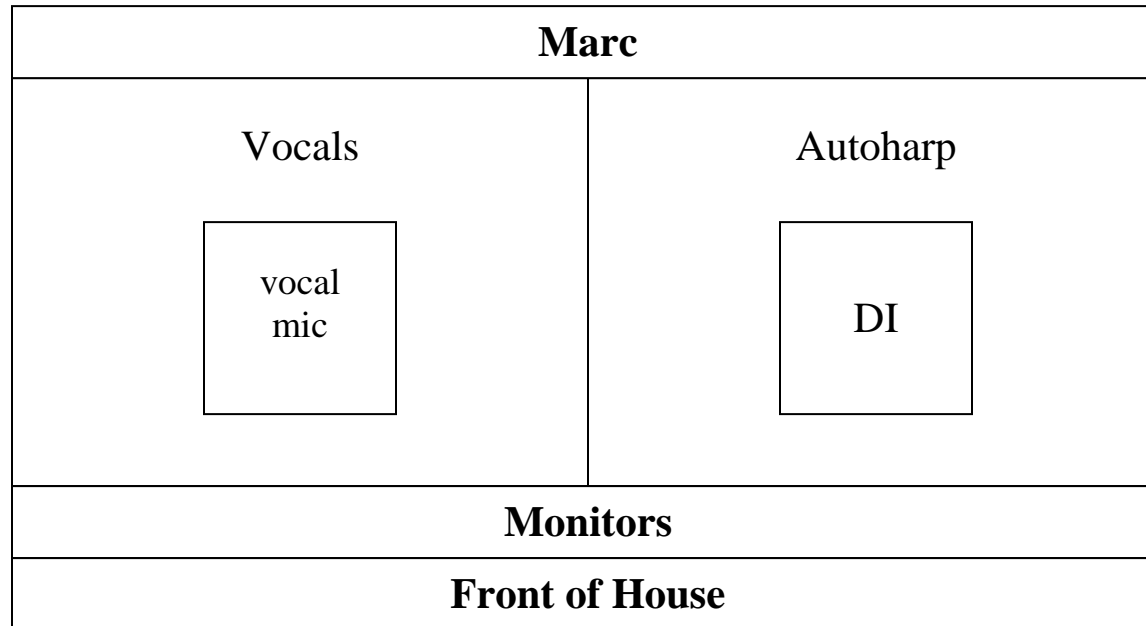 Marc
Vocals
Autoharp
vocal
mic
DI
Monitors
Front of House